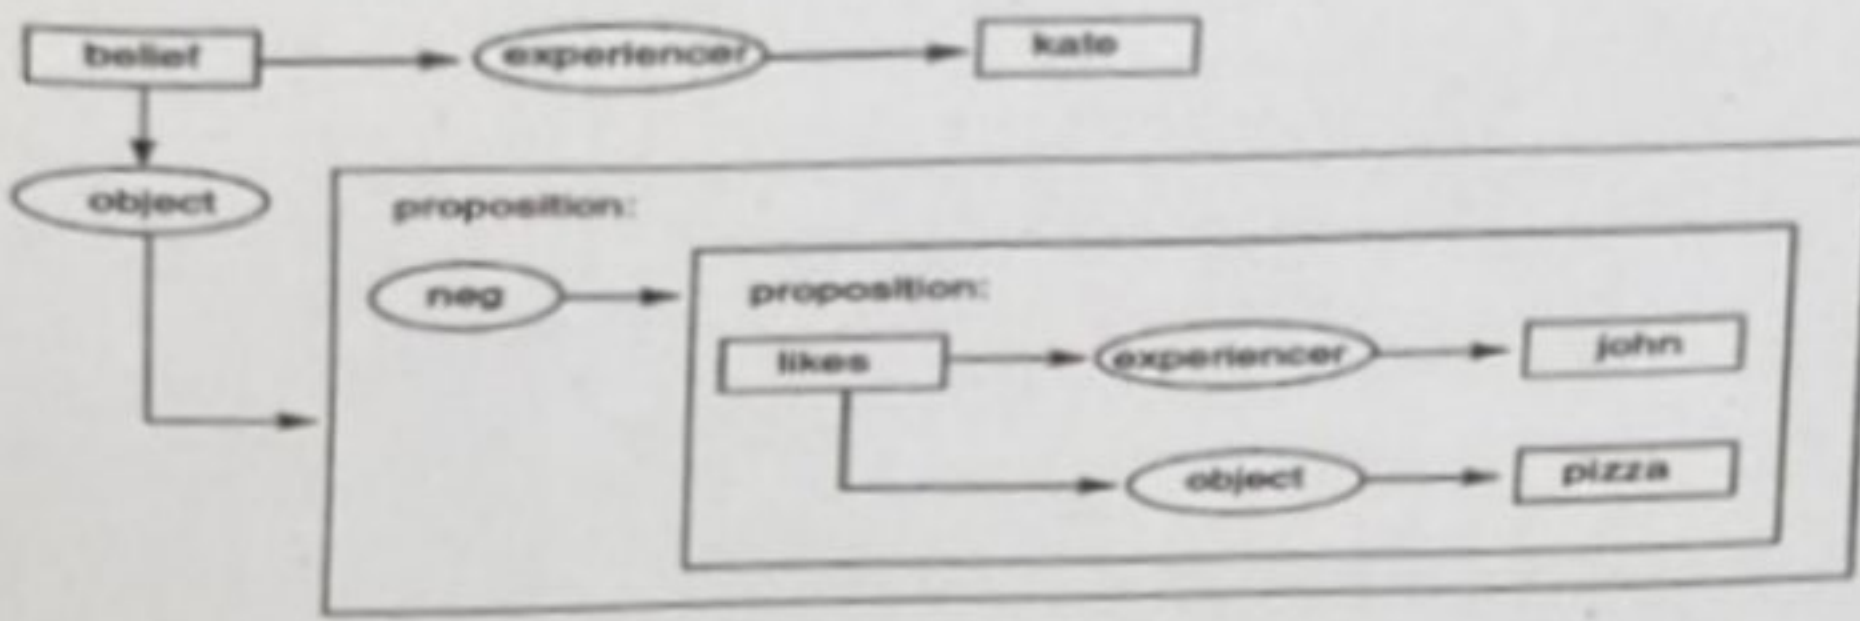 belief experiencer kate
object
proposition:
neg
proposition:
likes experiencer john
object pizza